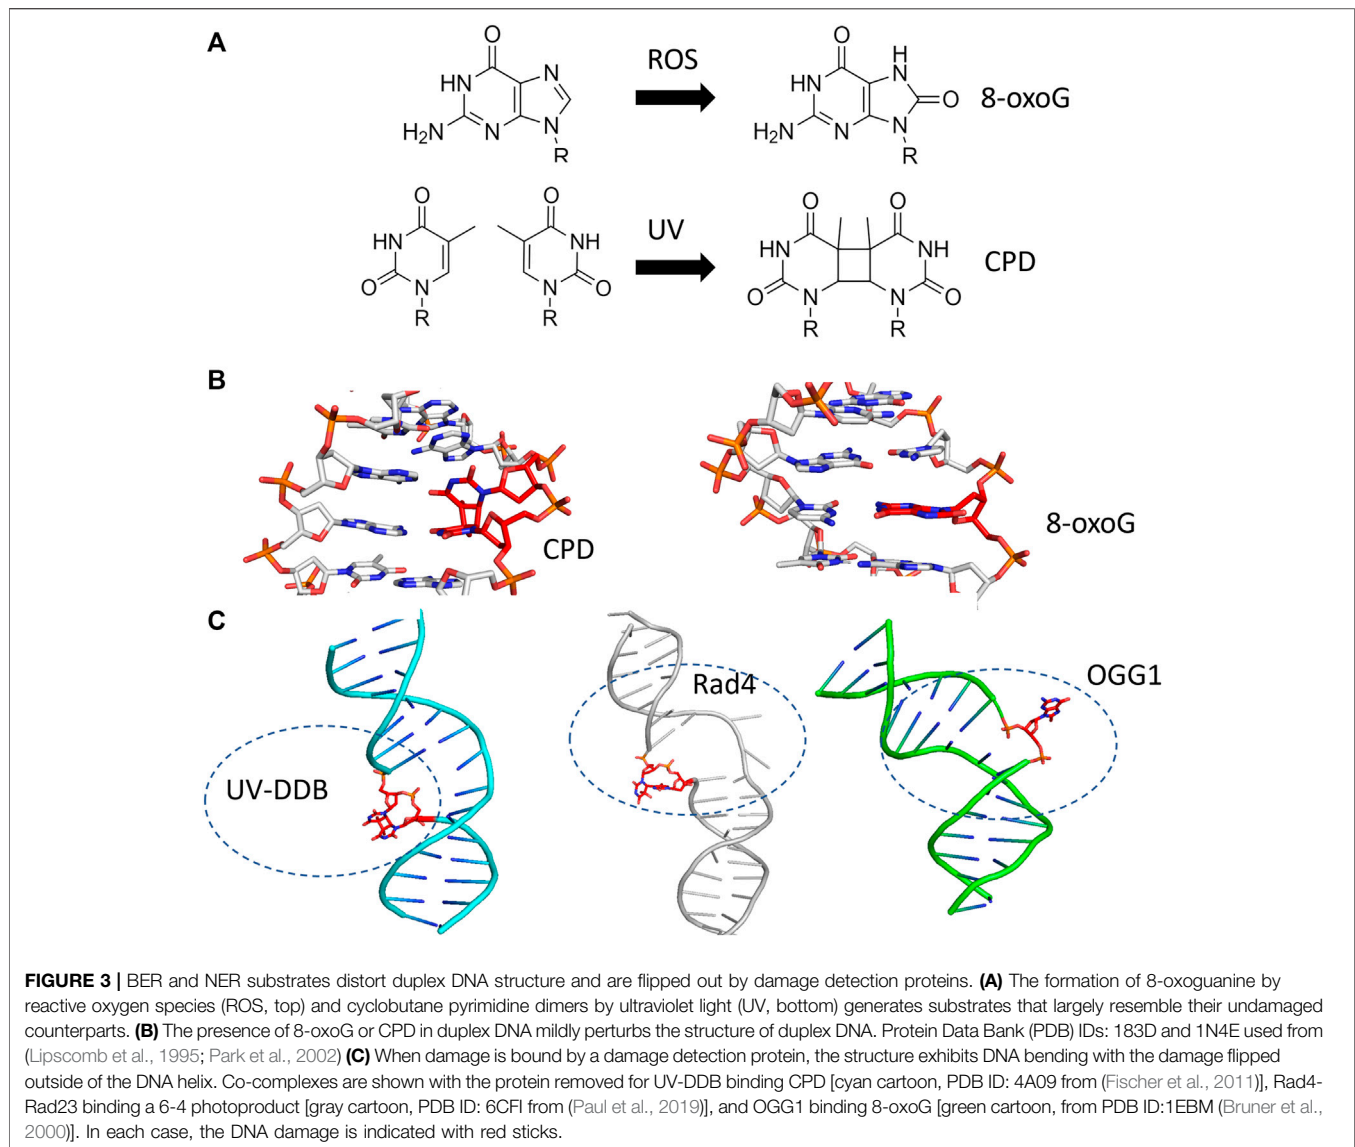 A
ROS
8-oxoG
O
NH
N
H₂N
N
N
R
O
H
N
HN
O
H₂N
N
N
R
UV
CPD
O
HN
O
N
R
O
NH
N
O
R
O
O
HN
NH
O
N
N
O
R
R
B
CPD
8-oxoG
C
UV-DDB
Rad4
OGG1
FIGURE 3 | BER and NER substrates distort duplex DNA structure and are flipped out by damage detection proteins. (A) The formation of 8-oxoguanine by
reactive oxygen species (ROS, top) and cyclobutane pyrimidine dimers by ultraviolet light (UV, bottom) generates substrates that largely resemble their undamaged
counterparts. (B) The presence of 8-oxoG or CPD in duplex DNA mildly perturbs the structure of duplex DNA. Protein Data Bank (PDB) IDs: 183D and 1N4E used from
(Lipscomb et al., 1995; Park et al., 2002) (C) When damage is bound by a damage detection protein, the structure exhibits DNA bending with the damage flipped
outside of the DNA helix. Co-complexes are shown with the protein removed for UV-DDB binding CPD [cyan cartoon, PDB ID: 4A09 from (Fischer et al., 2011)], Rad4-
Rad23 binding a 6-4 photoproduct [gray cartoon, PDB ID: 6CFI from (Paul et al., 2019)], and OGG1 binding 8-oxoG [green cartoon, from PDB ID:1EBM (Bruner et al.,
2000)]. In each case, the DNA damage is indicated with red sticks.